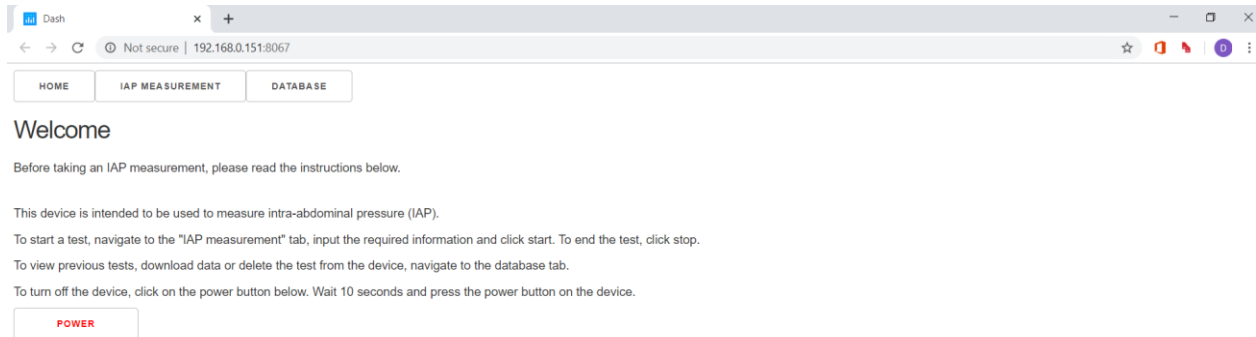 Dash
Not secure | 192.168.0.151:8067
D
HOME IAP MEASUREMENT DATABASE
Welcome
Before taking an IAP measurement, please read the instructions below.
This device is intended to be used to measure intra-abdominal pressure (IAP).
To start a test, navigate to the "IAP measurement" tab, input the required information and click start. To end the test, click stop.
To view previous tests, download data or delete the test from the device, navigate to the database tab.
To turn off the device, click on the power button below. Wait 10 seconds and press the power button on the device.
POWER